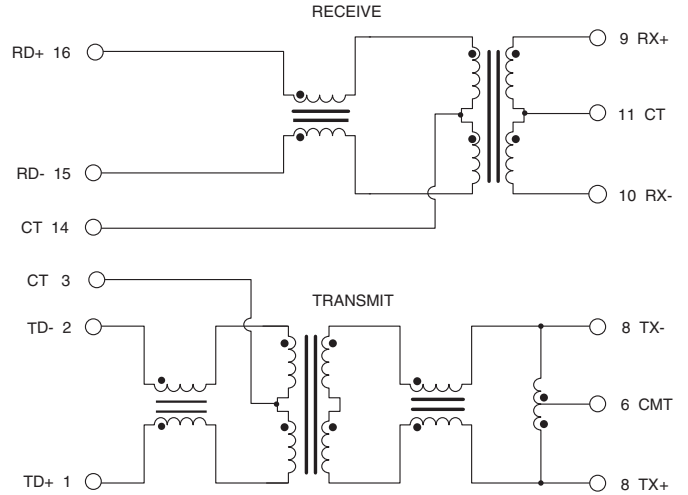 RECEIVE
RD+ 16
9 RX+
11 CT
RD- 15
10 RX-
CT 14
CT 3
TRANSMIT
TD- 2
8 TX-
6 CMT
TD+ 1
8 TX+